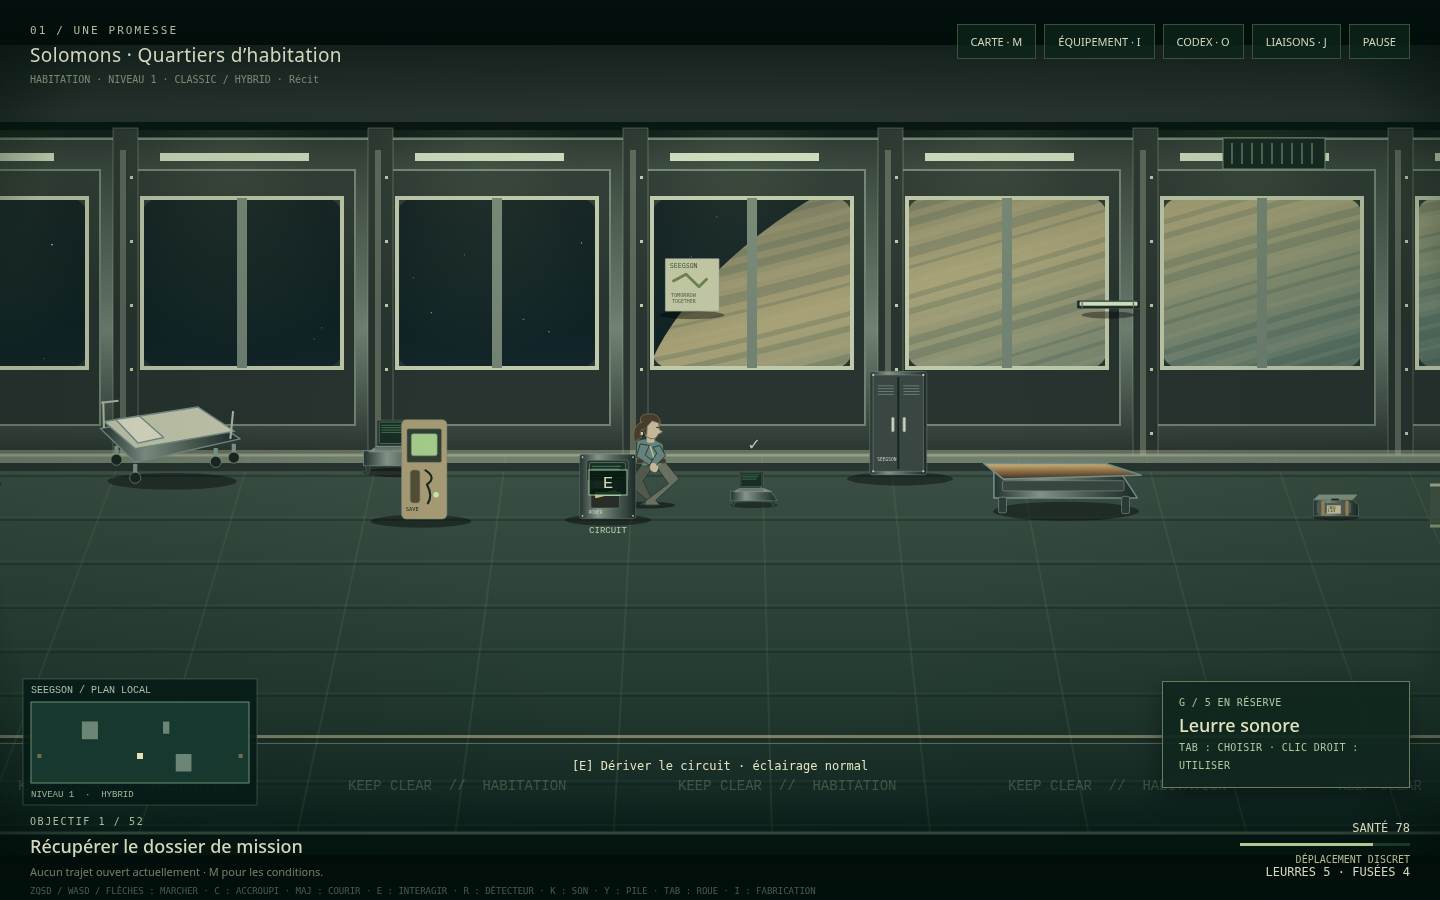 01 / UNE PROMESSE
Solomons · Quartiers d’habitation
HABITATION · NIVEAU 1 · CLASSIC / HYBRID · Récit
CARTE · M
ÉQUIPEMENT · I
CODEX · O
LIAISONS · J
PAUSE
SEEGSON
TOMORROW
TOGETHER
SEEGSON
✓
SAVE
E
POWER
CIRCUIT
SEEGSON / PLAN LOCAL
NIVEAU 1 · HYBRID
G / 5 EN RÉSERVE
Leurre sonore
TAB : CHOISIR · CLIC DROIT :
UTILISER
[E] Dériver le circuit · éclairage normal
KEEP CLEAR // HABITATION
KEEP CLEAR // HABITATION
KEEP CLEAR //
OBJECTIF 1 / 52
Récupérer le dossier de mission
Aucun trajet ouvert actuellement · M pour les conditions.
ZQSD / WASD / FLÈCHES : MARCHER · C : ACCROUPI · MAJ : COURIR · E : INTERAGIR · R : DÉTECTEUR · K : SON · Y : PILE · TAB : ROUE · I : FABRICATION
SANTÉ 78
DÉPLACEMENT DISCRET
LEURRES 5 · FUSÉES 4